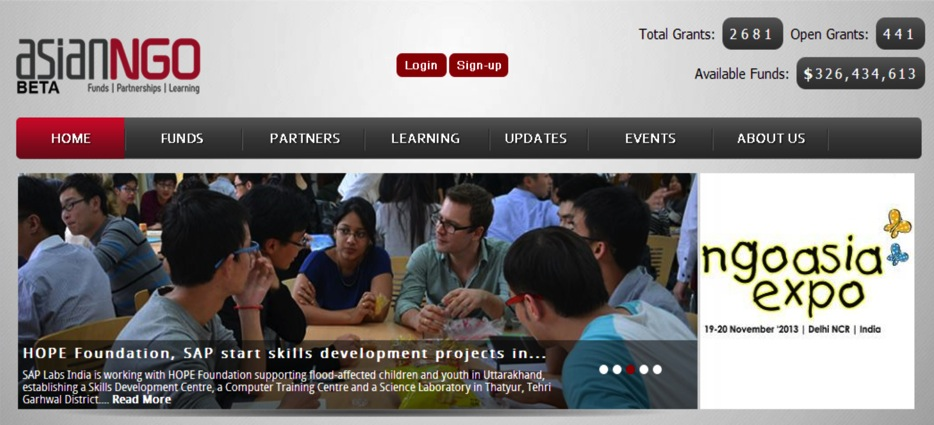 asianNGO
BETA
Funds | Partnerships | Learning
Login
Sign-up
Total Grants: 2681 Open Grants: 441
Available Funds: $326,434,613
HOME FUNDS PARTNERS LEARNING UPDATES EVENTS ABOUT US
HOPE Foundation, SAP start skills development projects in...
SAP Labs India is working with HOPE Foundation supporting flood-affected children and youth in Uttarakhand,
establishing a Skills Development Centre, a Computer Training Centre and a Science Laboratory in Thatyur, Tehri
Garhwal District.... Read More
ngoasia
expo
19-20 November '2013 | Delhi NCR | India